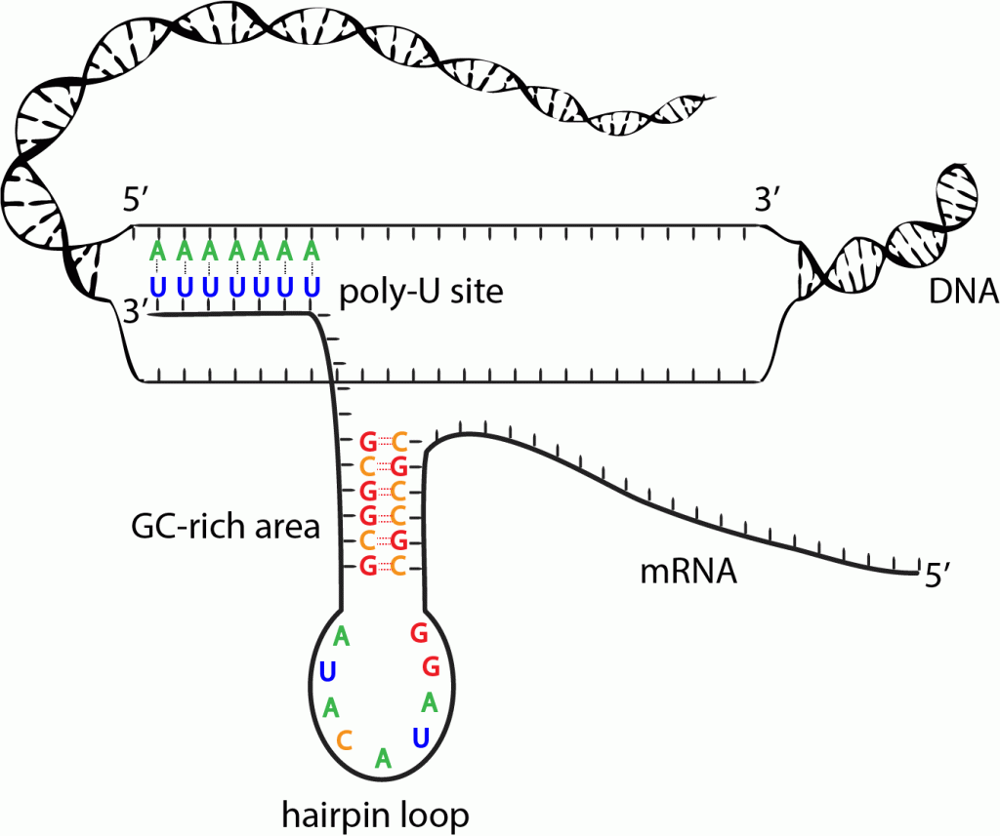 5’ 3’
A A A A A A A
U U U U U U U poly-U site
DNA
3’
G C
C G
G C
G C
GC-rich area
C G
G C
mRNA
5’
A G
U G
A A
C U
A
hairpin loop